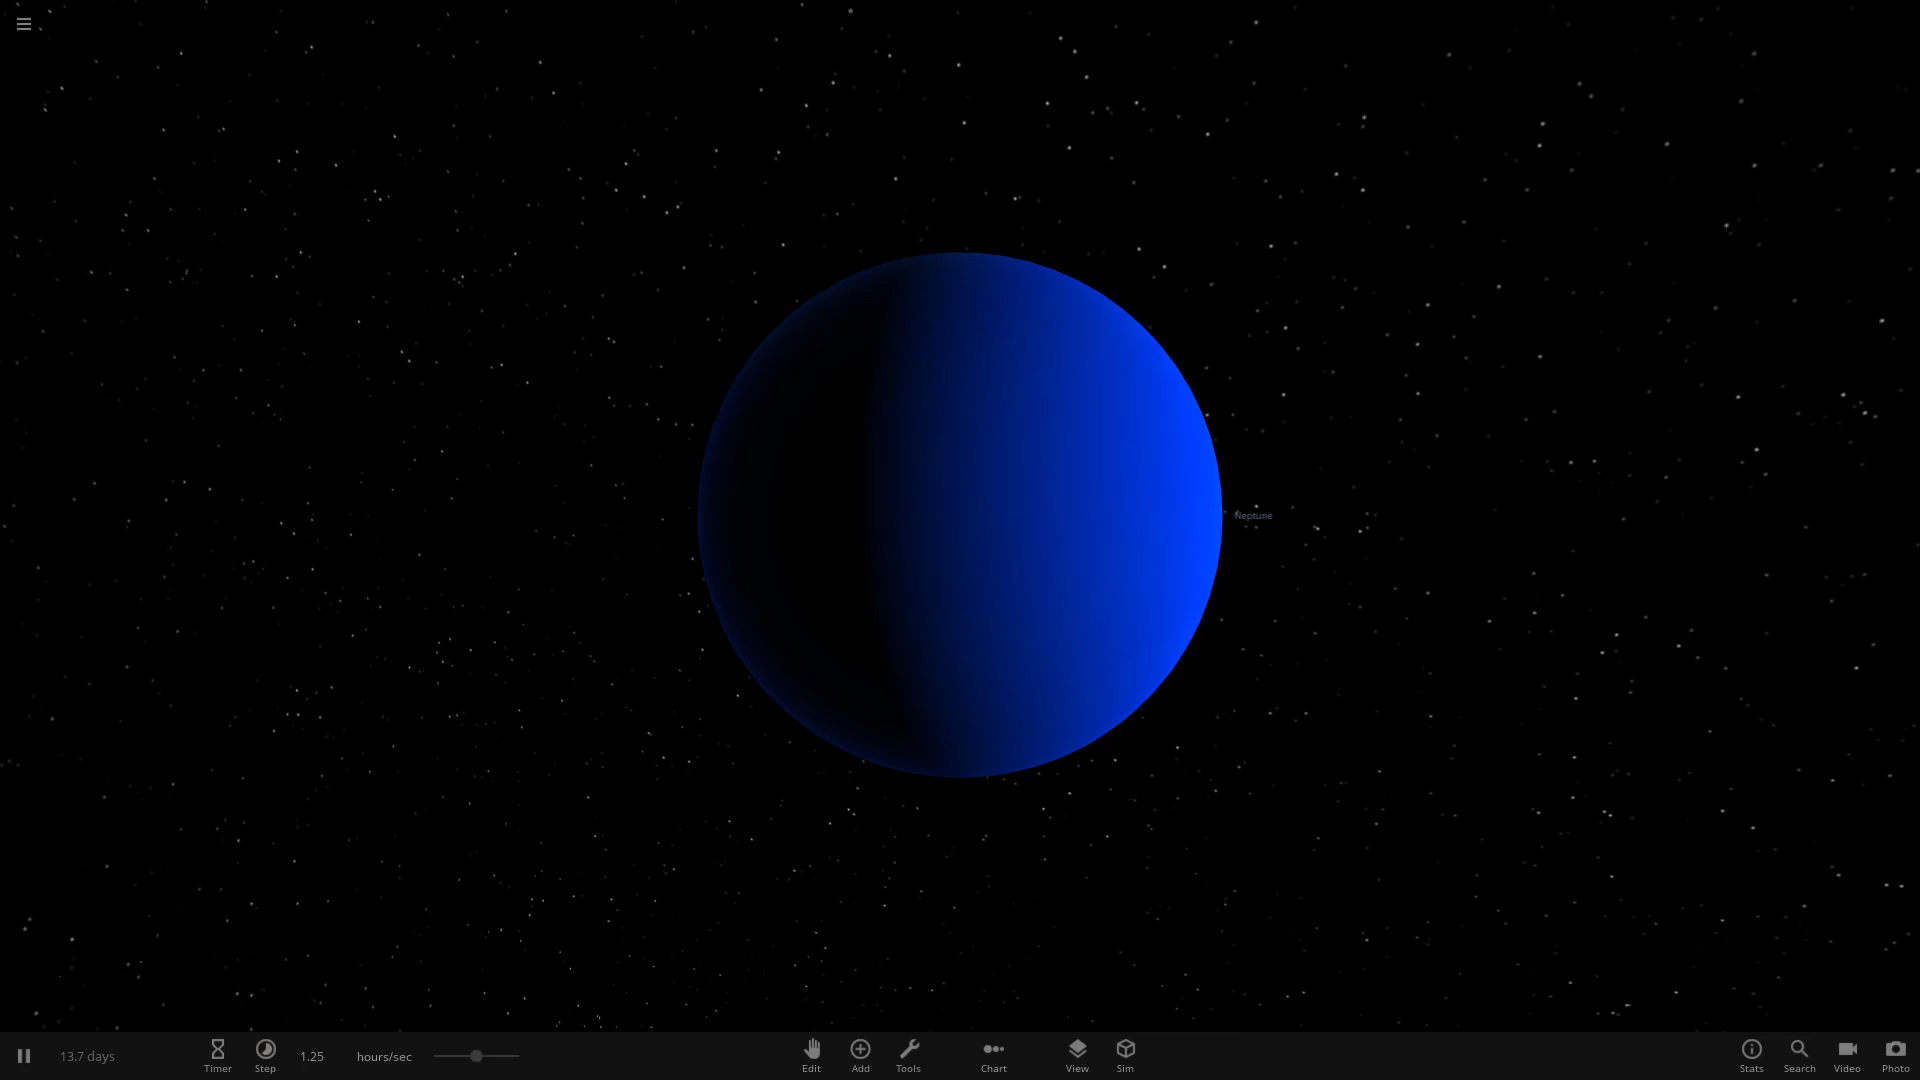 Neptune
13.7 days
Timer
Step
1.25
hours/sec
Edit
Add
Tools
Chart
View
Sim
Stats
Search
Video
Photo